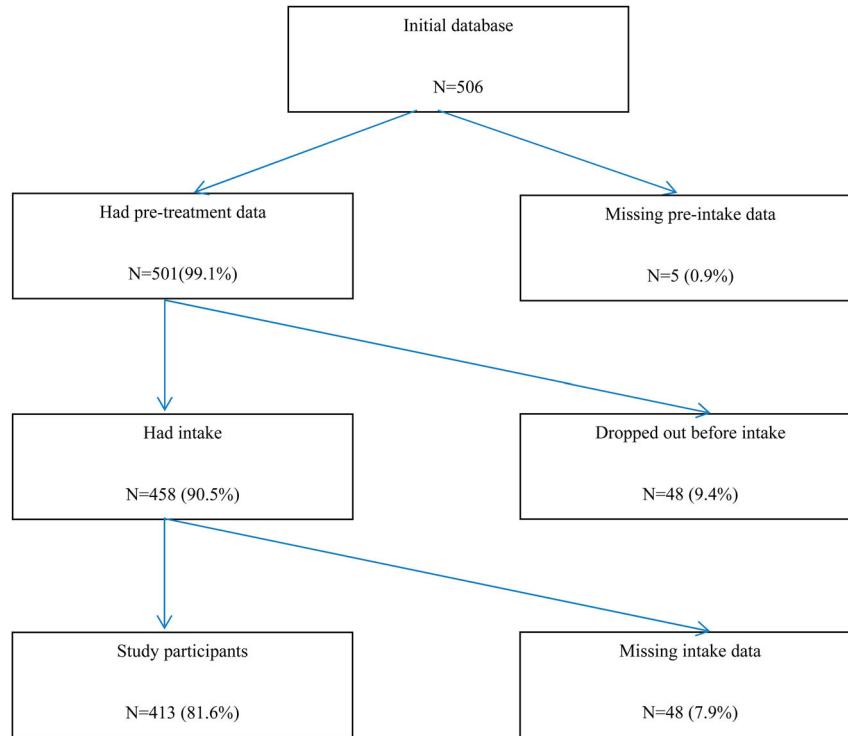 Initial database
N=506
Had pre-treatment data
N=501(99.1%)
Missing pre-intake data
N=5 (0.9%)
Had intake
N=458 (90.5%)
Dropped out before intake
N=48 (9.4%)
Study participants
N=413 (81.6%)
Missing intake data
N=48 (7.9%)